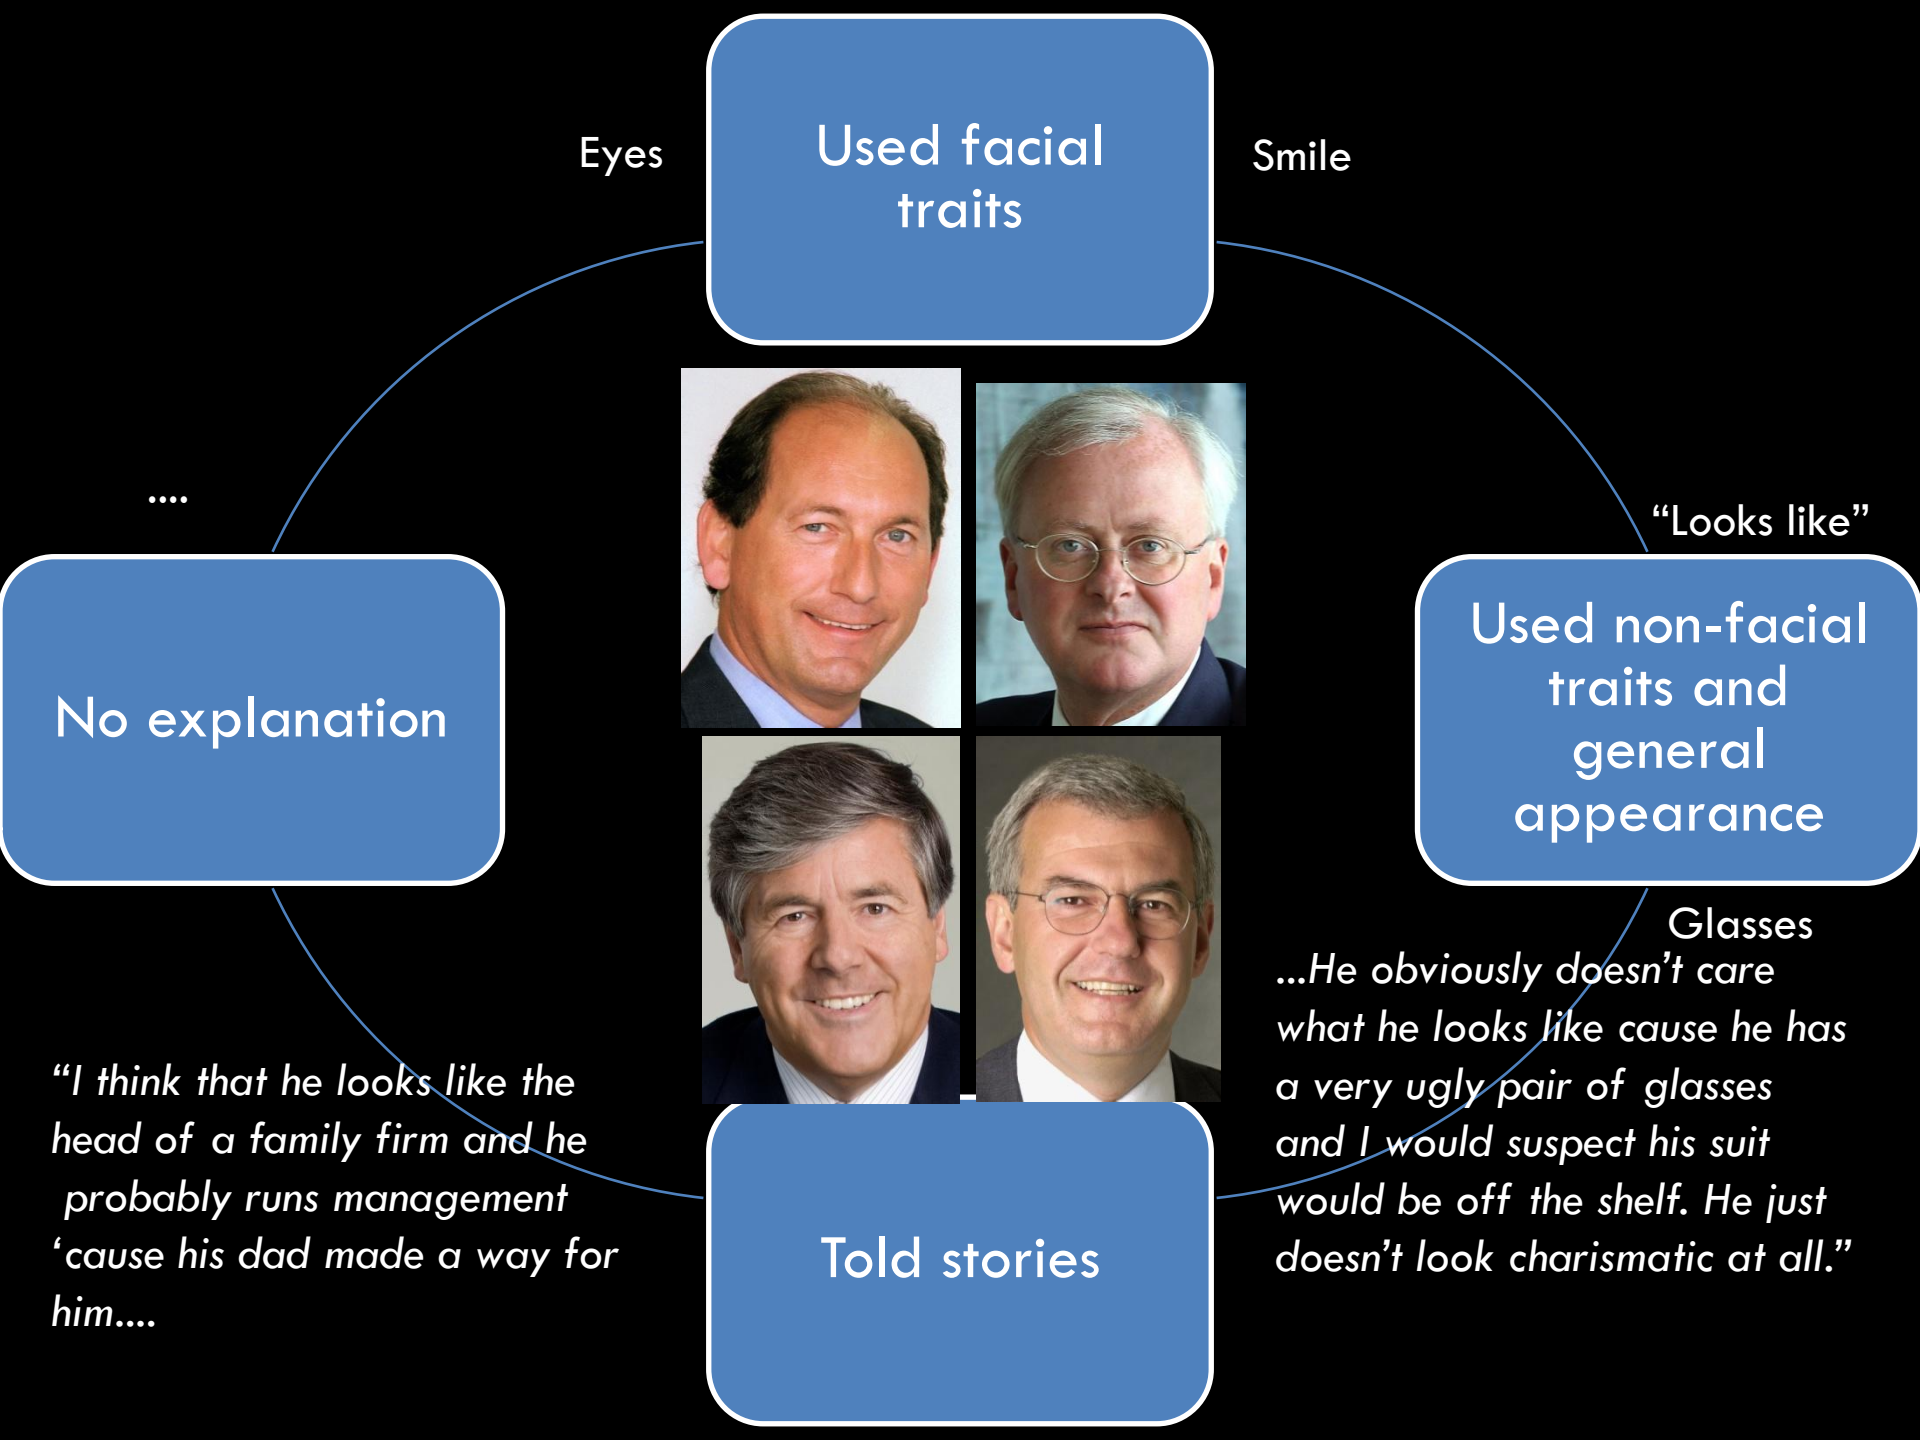 Used facial
traits
Eyes
Smile
....
“Looks like”
No explanation
Used non-facial
traits and
general
appearance
Glasses
“I think that he looks like the
head of a family firm and he
probably runs management
‘cause his dad made a way for
him....
...He obviously doesn’t care
what he looks like cause he has
a very ugly pair of glasses
and I would suspect his suit
would be off the shelf. He just
doesn’t look charismatic at all.”
Told stories